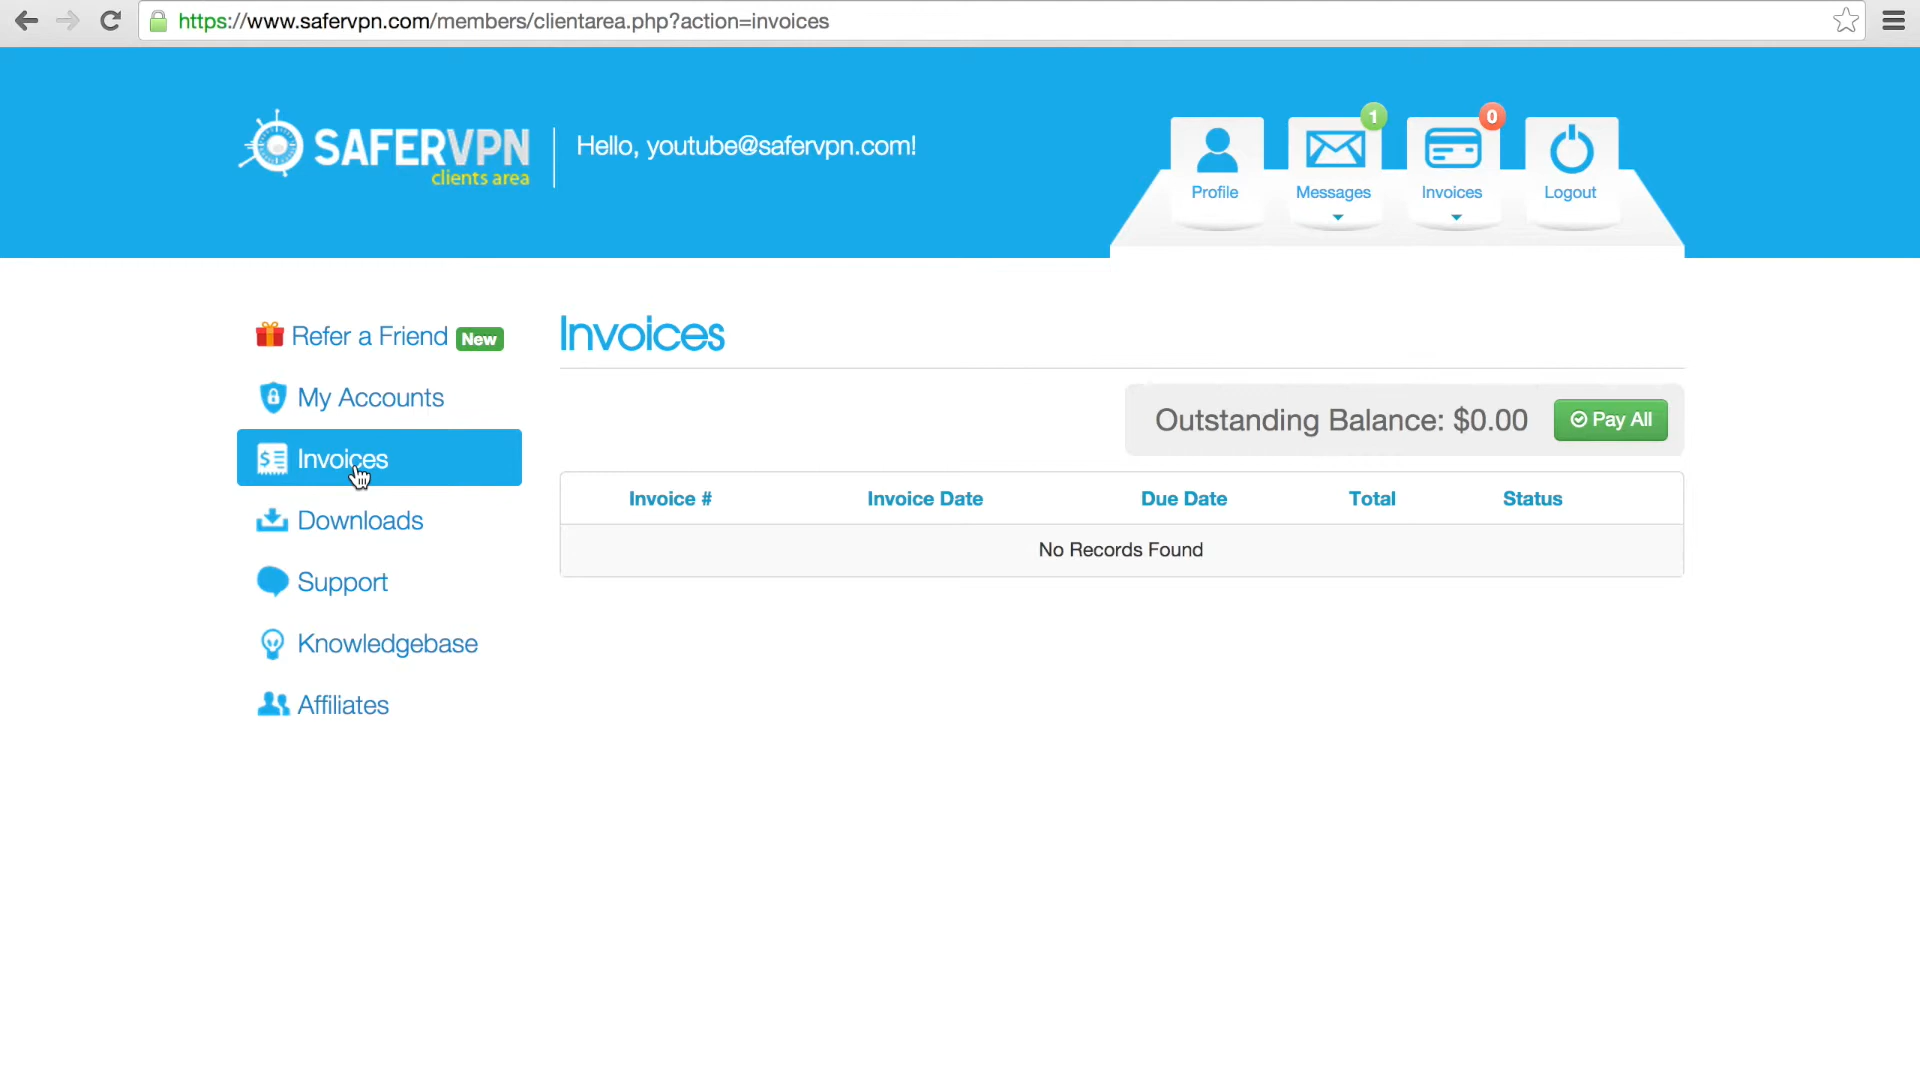 https://www.safervpn.com/members/clientarea.php?action=invoices
SAFERVPN
clients area
Hello, youtube@safervpn.com!
1
0
Profile
Messages
Invoices
Logout
Refer a Friend New
My Accounts
Invoices
Downloads
Support
Knowledgebase
Affiliates
Invoices
Outstanding Balance: $0.00
Pay All
Invoice # Invoice Date Due Date Total Status
No Records Found